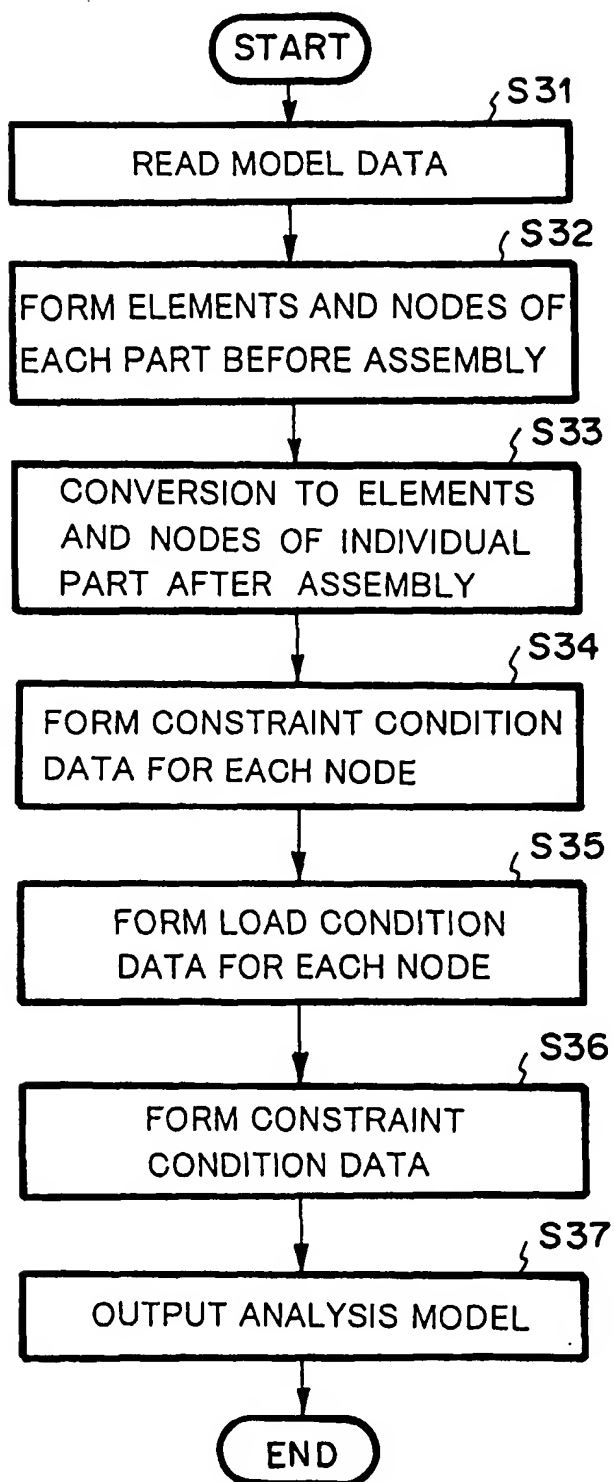 START
S31
READ MODEL DATA
S32
FORM ELEMENTS AND NODES OF
EACH PART BEFORE ASSEMBLY
S33
CONVERSION TO ELEMENTS
AND NODES OF INDIVIDUAL
PART AFTER ASSEMBLY
S34
FORM CONSTRAINT CONDITION
DATA FOR EACH NODE
S35
FORM LOAD CONDITION
DATA FOR EACH NODE
S36
FORM CONSTRAINT
CONDITION DATA
S37
OUTPUT ANALYSIS MODEL
END